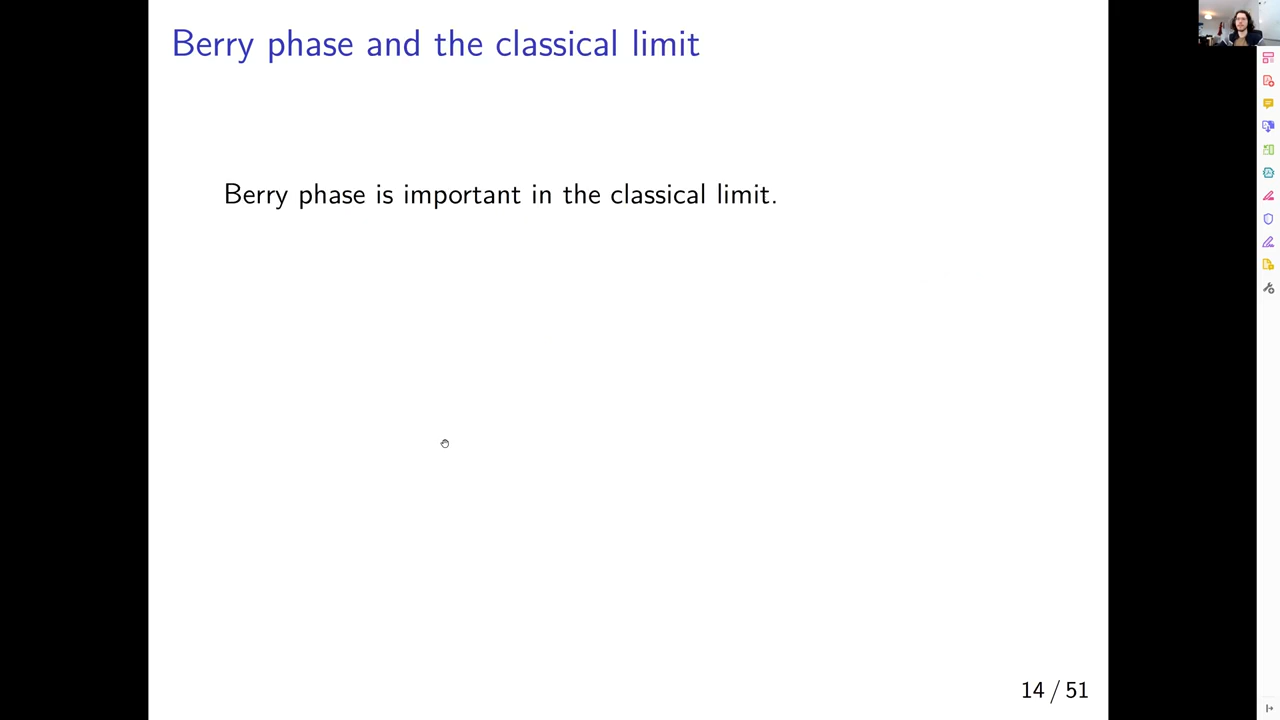 Berry phase and the classical limit
Berry phase is important in the classical limit.
14 / 51